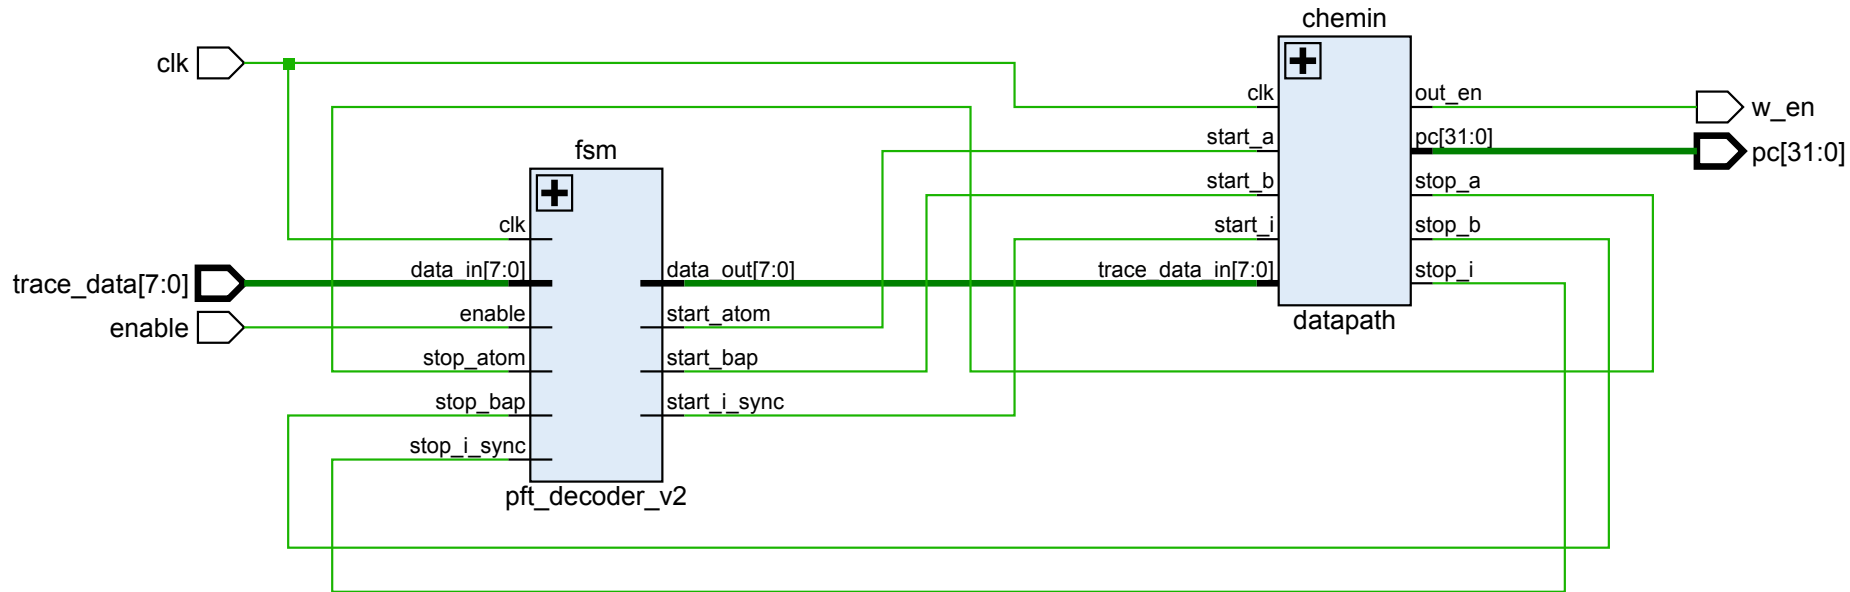 chemin
clk
clk
out_en
w_en
start_a
pc[31:0]
pc[31:0]
fsm
start_b
stop_a
clk
start_i
stop_b
trace_data[7:0]
data_in[7:0]
data_out[7:0]
trace_data_in[7:0]
stop_i
enable
enable
start_atom
datapath
stop_atom
start_bap
stop_bap
start_i_sync
stop_i_sync
pft_decoder_v2